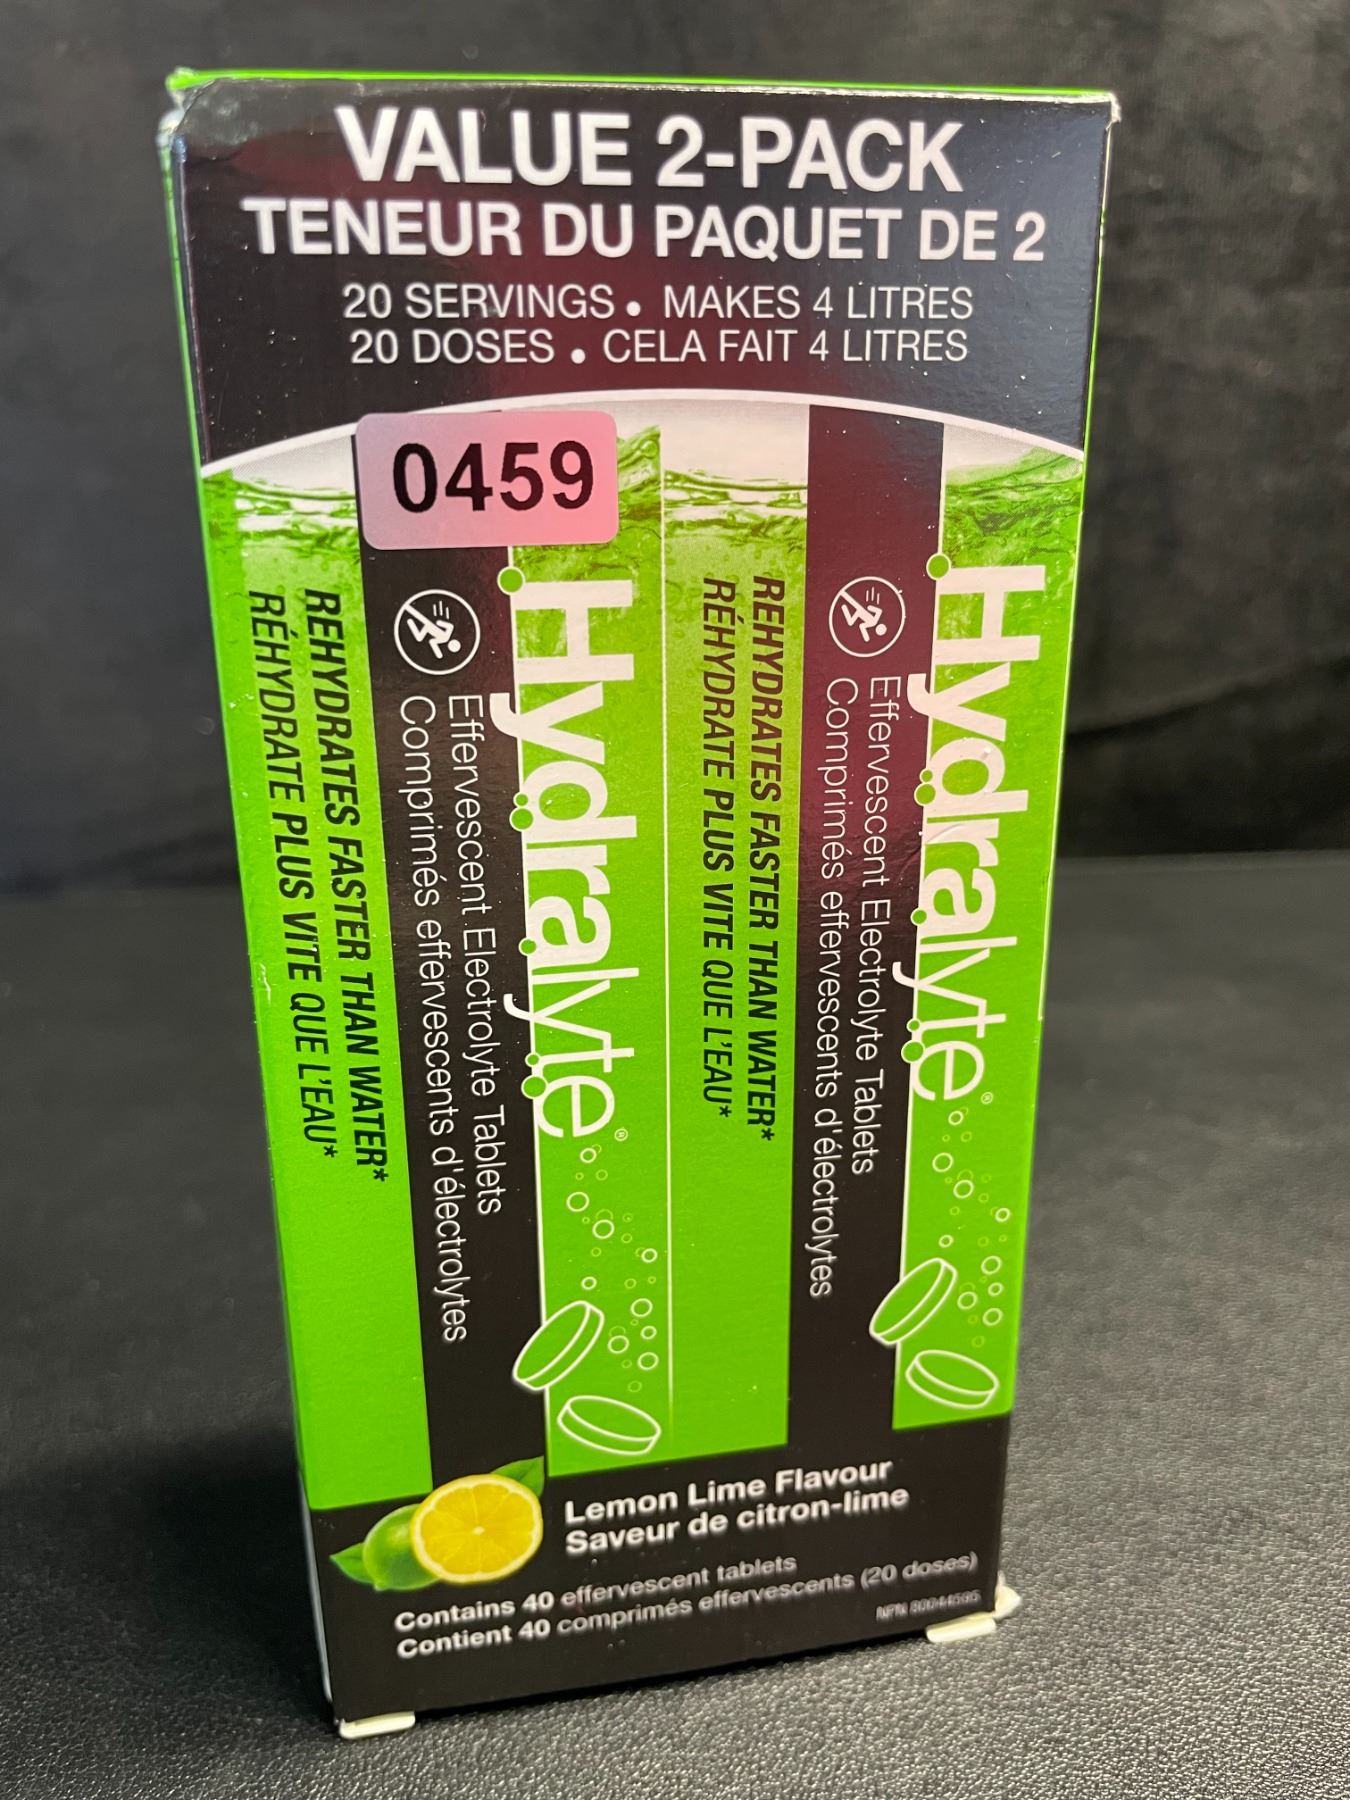 VALUE 2-PACK
TENEUR DU PAQUET DE 2
20 SERVINGS • MAKES 4 LITRES
20 DOSES • CELA FAIT 4 LITRES
0459
Hydralyte®
Effervescent Electrolyte Tablets
Comprimés effervescents d'électrolytes
REHYDRATES FASTER THAN WATER*
RÉHYDRATE PLUS VITE QUE L'EAU*
Hydralyte®
Effervescent Electrolyte Tablets
Comprimés effervescents d'électrolytes
REHYDRATES FASTER THAN WATER*
RÉHYDRATE PLUS VITE QUE L'EAU*
Lemon Lime Flavour
Saveur de citron-lime
Contains 40 effervescent tablets
Contient 40 comprimés effervescents (20 doses)
NPN